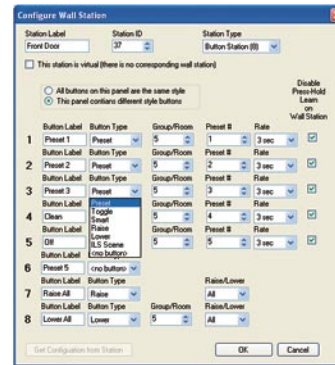 Configure Wall Station
Station Label Station ID Station Type
Front Door 37 Button Station (8)
This station is virtual (there is no corresponding wall station)
All buttons on this panel are the same style
This panel contains different style buttons
Disable
Press-Hold
Learn
on
Wall Station
Button Label Button Type Group/Room Preset # Rate
1 Preset 1 Preset 5 1 3 sec
Button Label Button Type Group/Room Preset # Rate
2 Preset 2 Preset 5 2 3 sec
Button Label Button Type Group/Room Preset # Rate
3 Preset 3 Preset 5 3 3 sec
Button Label Preset Group/Room Preset # Rate
Toggle
4 Clean Smart 5 4 3 sec
Raise
Button Label Lower Group/Room Preset # Rate
ILS Scene
5 Off <no button> 5 5 3 sec
Button Label
6 Preset 5 <no button>
Button Label Button Type Raise/Lower
7 Raise All Raise All
Button Label Button Type Group/Room Raise/Lower
8 Lower All Lower 5 All
Get Configuration from Station OK Cancel